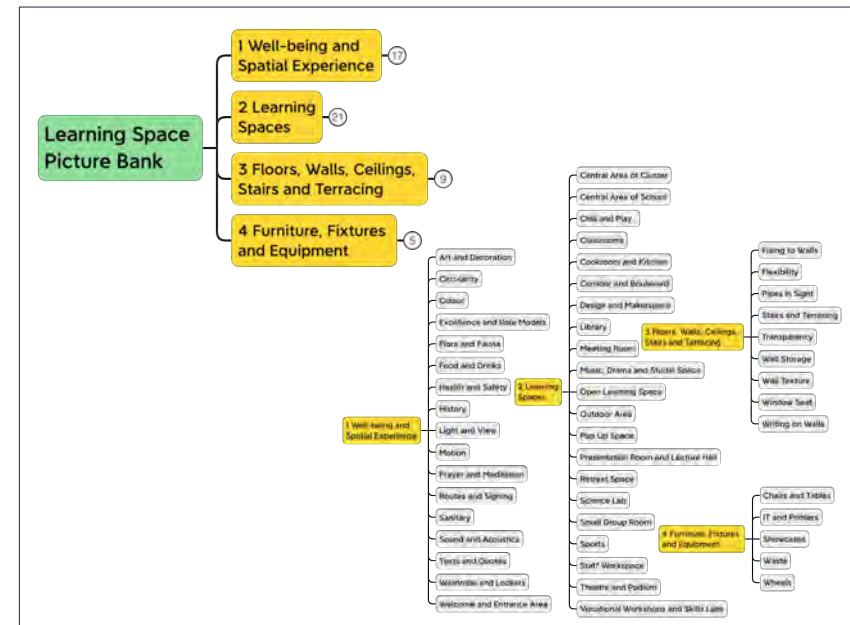 Learning Space
Picture Bank
1 Well-being and
Spatial Experience
17
2 Learning
Spaces
21
3 Floors, Walls, Ceilings,
Stairs and Terracing
9
4 Furniture, Fixtures
and Equipment
5
1 Well-being and
Spatial Experience
Art and Decoration
Circularity
Colour
Excellence and Role Models
Flora and Fauna
Food and Drinks
Health and Safety
History
Light and View
Motion
Prayer and Meditation
Routes and Signing
Sanitary
Sound and Acoustics
Texts and Quotes
Wardrobe and Lockers
Welcome and Entrance Area
2 Learning
Spaces
Central Area of Cluster
Central Area of School
Chill and Play
Classrooms
Cookroom and Kitchen
Corridor and Boulevard
Design and Makerspace
Library
Meeting Room
Music, Drama and Studio Space
Open Learning Space
Outdoor Area
Pop Up Space
Presentation Room and Lecture Hall
Retreat Space
Science Lab
Small Group Room
Sports
Staff Workspace
Theatre and Podium
Vocational Workshops and Skills Labs
3 Floors, Walls, Ceilings,
Stairs and Terracing
Fixing to Walls
Flexibility
Pipes in Sight
Stairs and Terracing
Transparency
Wall Storage
Wall Texture
Window Seat
Writing on Walls
4 Furniture, Fixtures
and Equipment
Chairs and Tables
IT and Printers
Showcases
Waste
Wheels